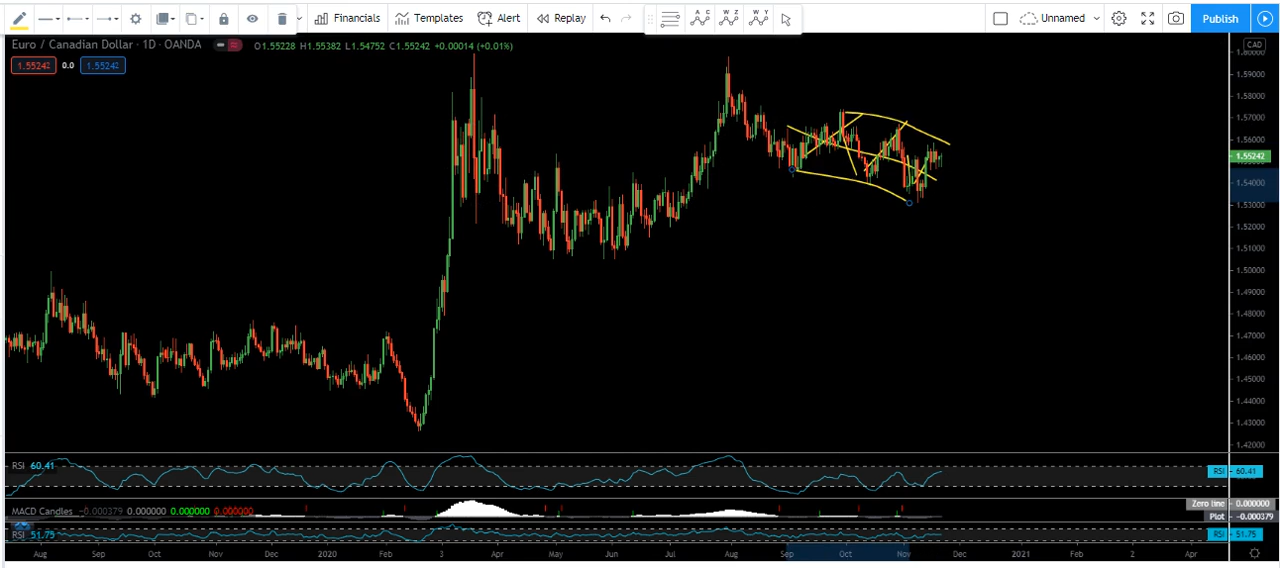 Financials Templates Alert Replay Unnamed Publish
A C W Z W Y
B X X
Euro / Canadian Dollar · 1D · OANDA O1.55228 H1.55382 L1.54752 C1.55242 +0.00014 (+0.01%)
CAD
1.55242 0.0 1.55242
1.60000
1.59000
1.58000
1.57000
1.56000
1.55242
1.54000
1.53000
1.52000
1.51000
1.50000
1.49000
1.48000
1.47000
1.46000
1.45000
1.44000
1.43000
1.42000
RSI 60.41
RSI 60.41
MACD Candles −0.000379 0.000000 0.000000 0.000000
Zero line 0.000000
Plot -0.000379
RSI 51.75
RSI 51.75
Aug Sep Oct Nov Dec 2020 Feb 3 Apr May Jun Jul Aug Sep Oct Nov Dec 2021 Feb 2 Apr